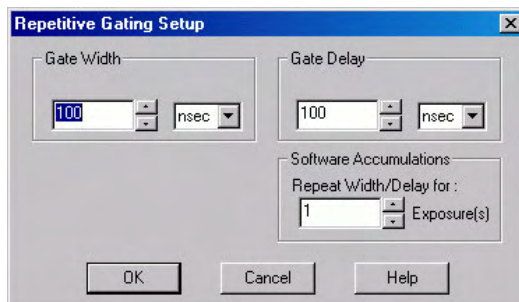 Repetitive Gating Setup
Gate Width
100
nsec
Gate Delay
100
nsec
Software Accumulations
Repeat Width/Delay for :
1
Exposure(s)
OK
Cancel
Help